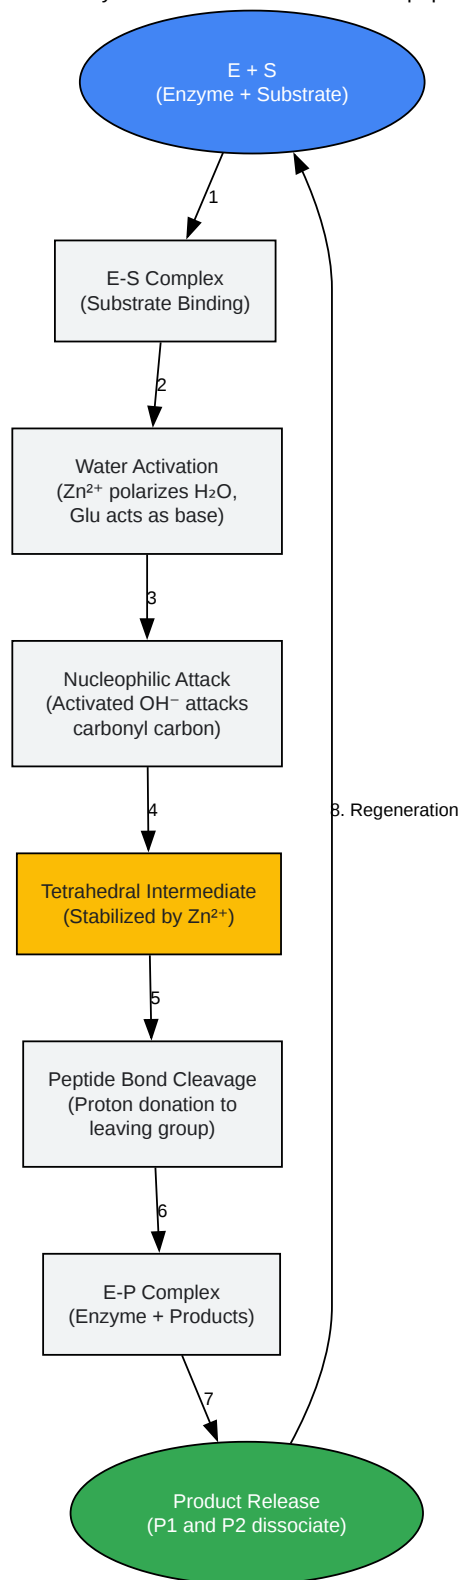 E + S
(Enzyme + Substrate)
1
E-S Complex
(Substrate Binding)
2
Water Activation
(Zn²⁺ polarizes H₂O,
Glu acts as base)
3
Nucleophilic Attack
(Activated OH⁻ attacks
carbonyl carbon)
4
8. Regeneration
Tetrahedral Intermediate
(Stabilized by Zn²⁺)
5
Peptide Bond Cleavage
(Proton donation to
leaving group)
6
E-P Complex
(Enzyme + Products)
7
Product Release
(P1 and P2 dissociate)